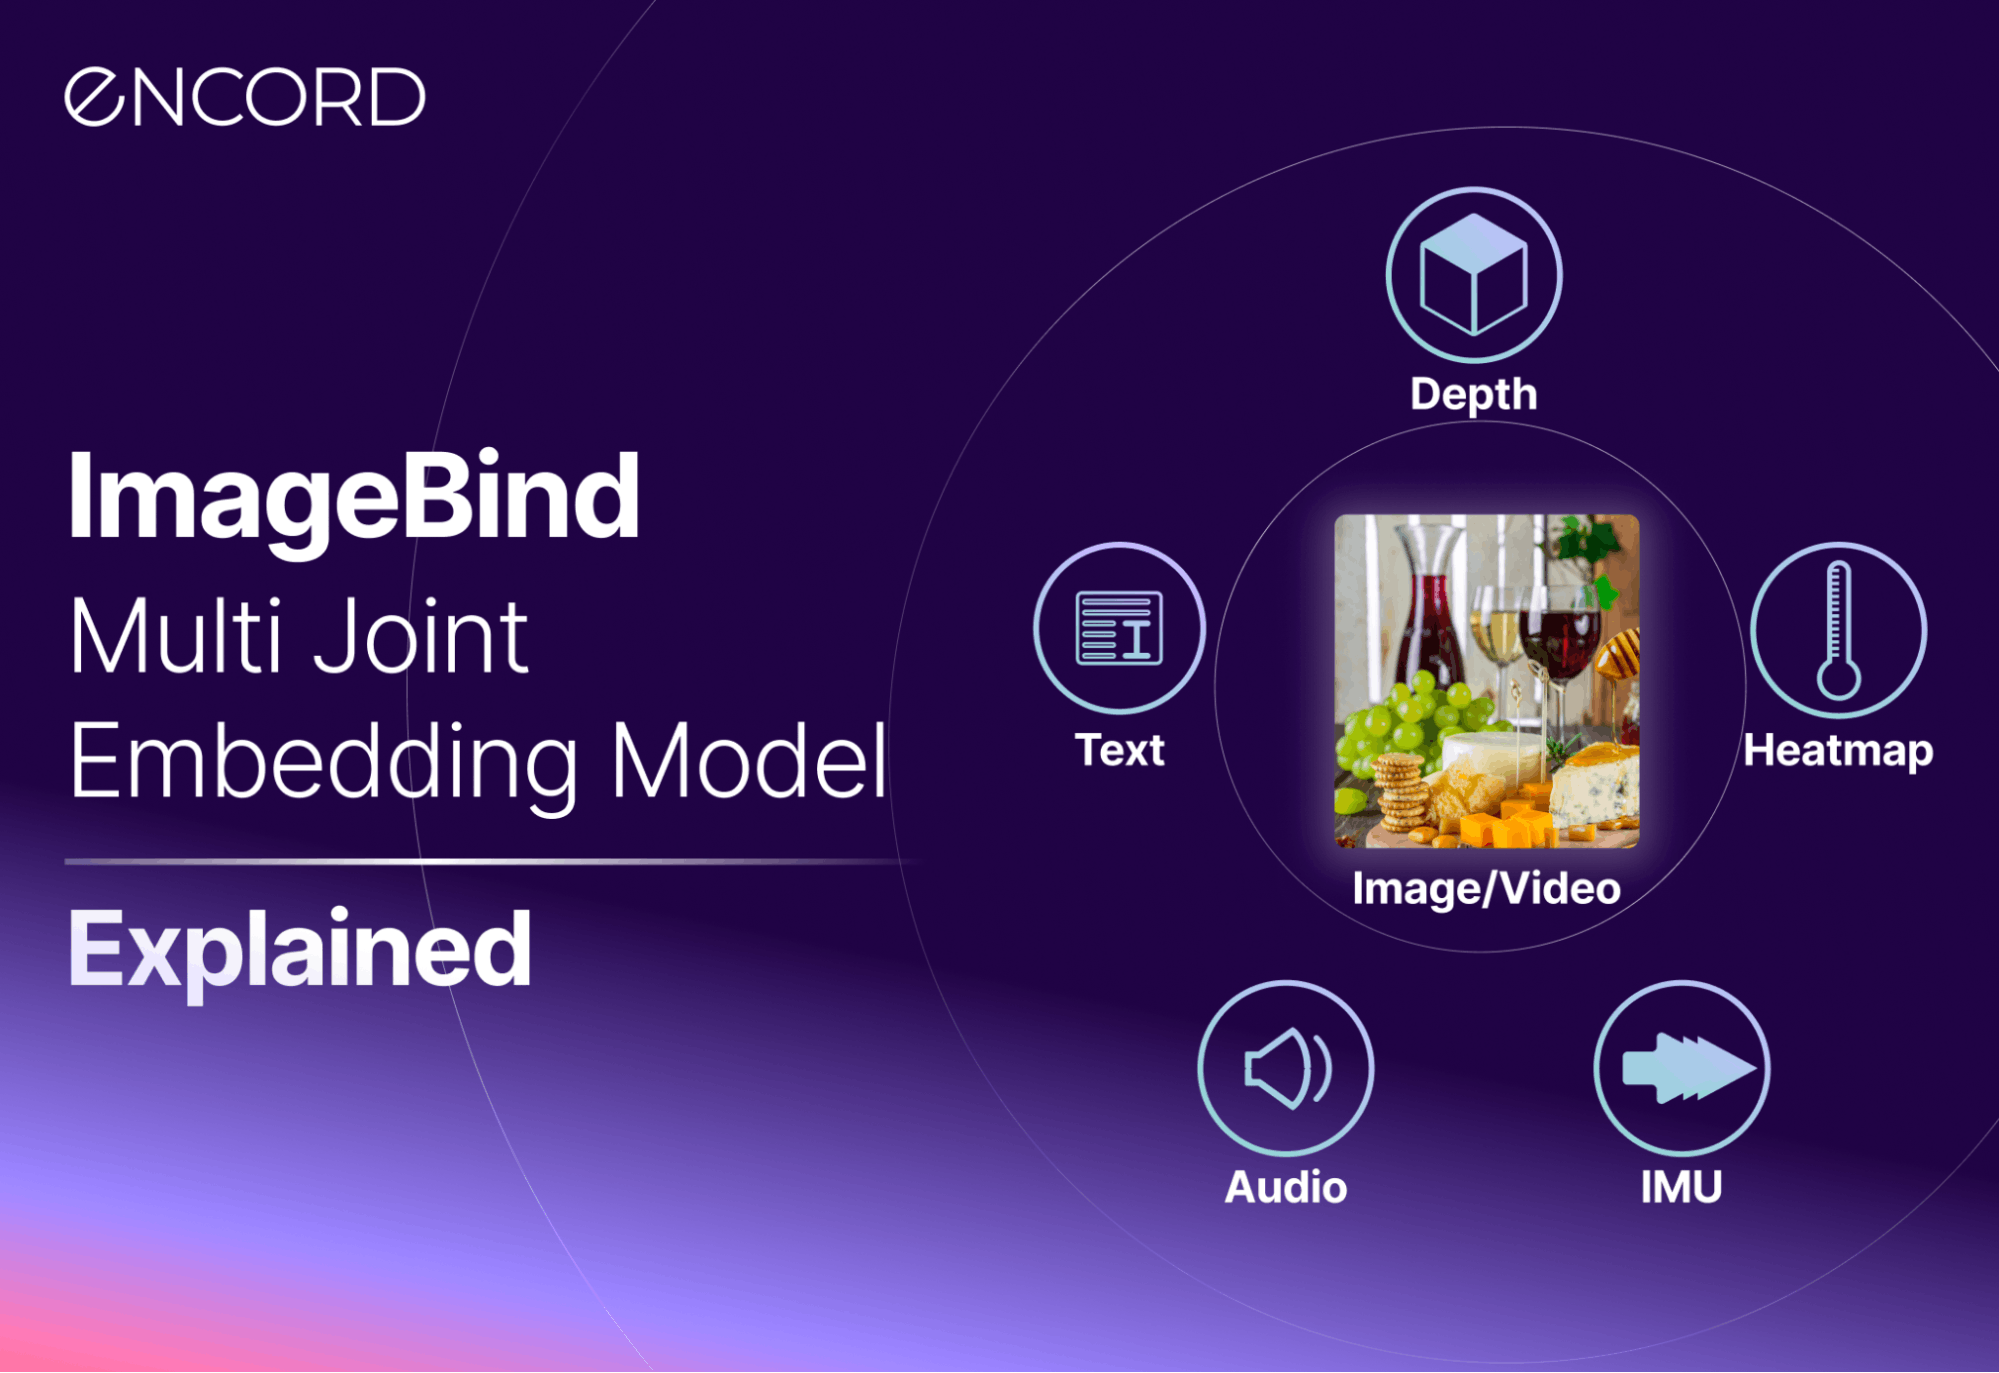 eNCORD
ImageBind
Multi Joint
Embedding Model
Explained
Depth
Text
Heatmap
Image/Video
Audio
IMU